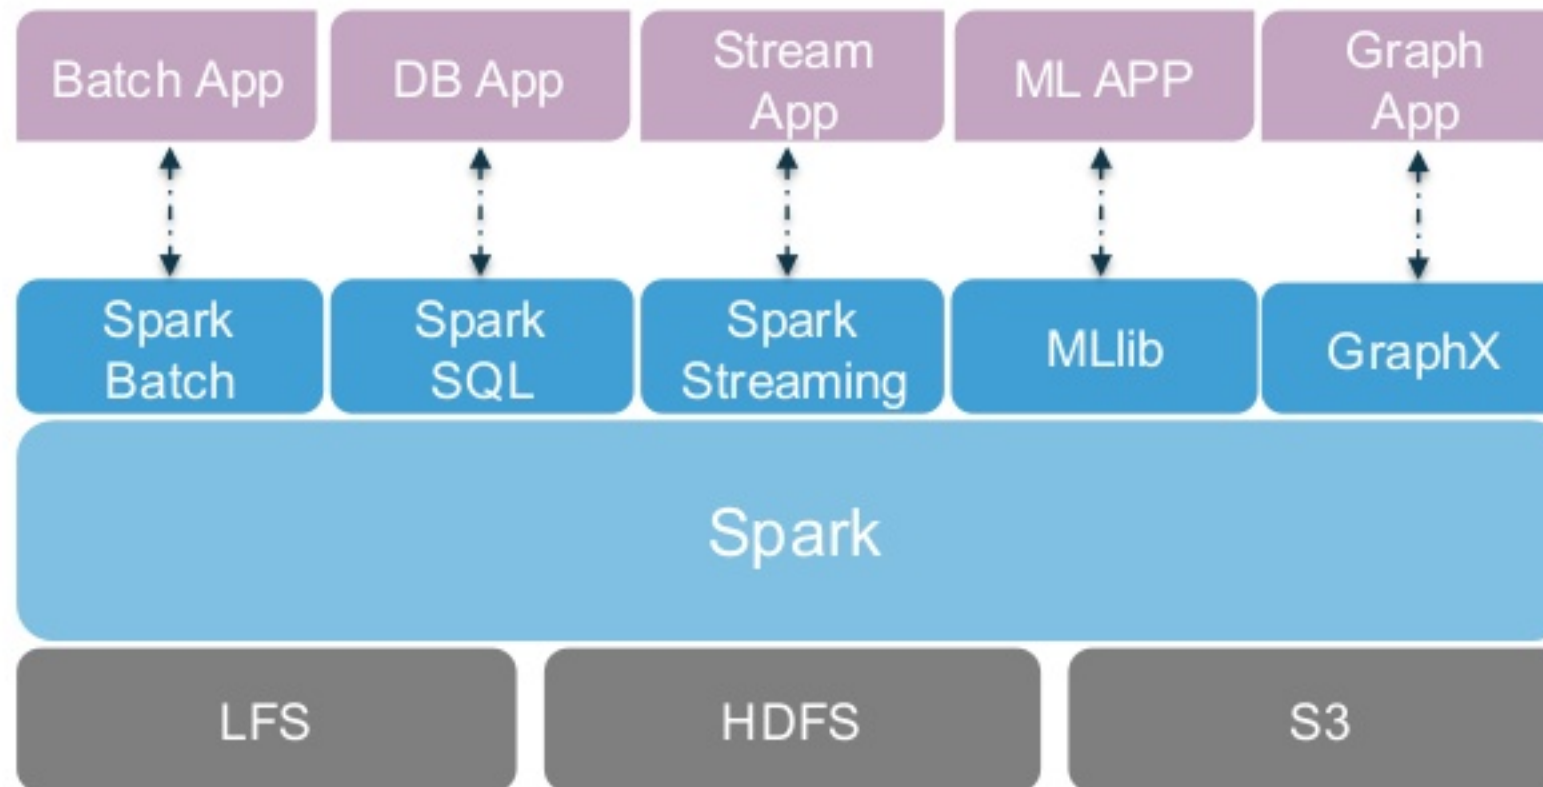 Batch App
DB App
Stream
App
ML APP
Graph
App
Spark
Batch
Spark
SQL
Spark
Streaming
MLlib
GraphX
Spark
LFS
HDFS
S3